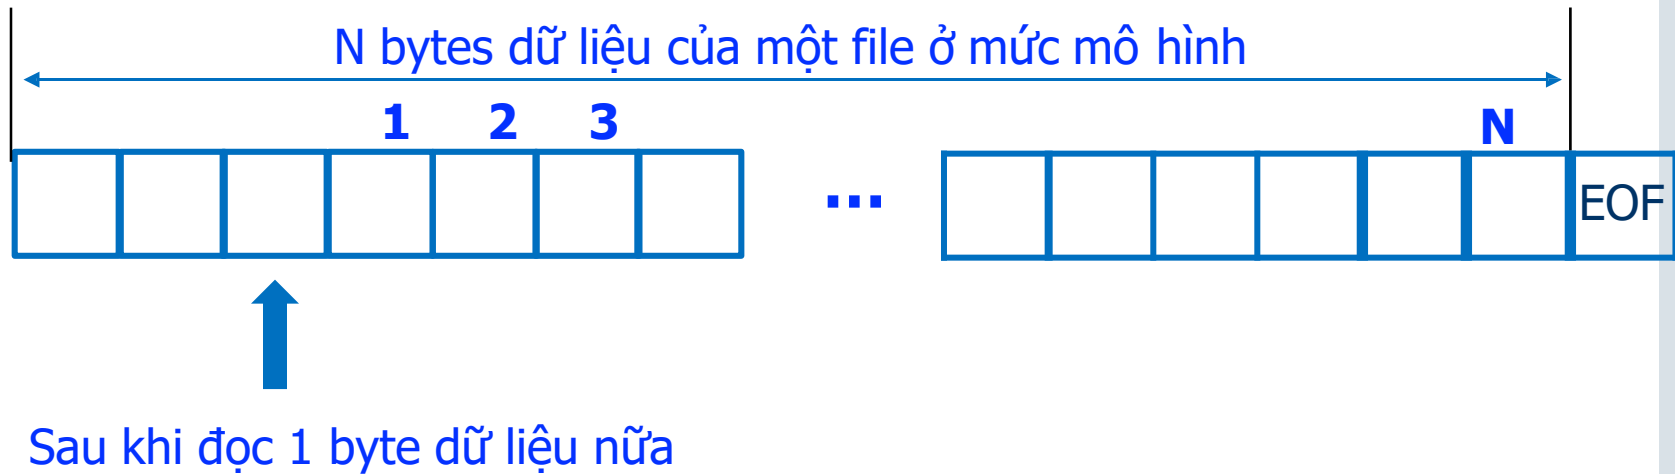 N bytes dữ liệu của một file ở mức mô hình
1 2 3 N
... EOF
Sau khi đọc 1 byte dữ liệu nữa